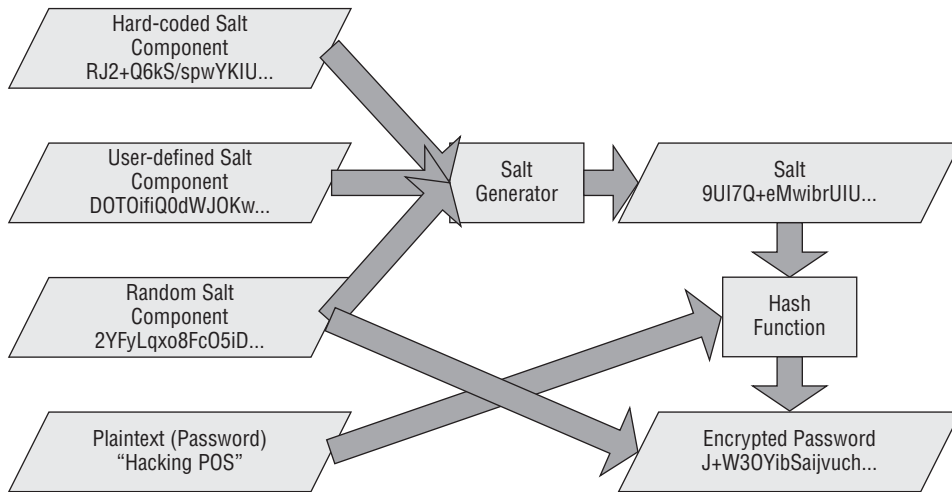 Hard-coded Salt
Component
RJ2+Q6kS/spwYKIU...
User-defined Salt
Component
DOTOifiQ0dWJOKw...
Salt
Generator
Salt
9UI7Q+eMwibrUIU...
Random Salt
Component
2YFyLqxo8FcO5iD...
Hash
Function
Plaintext (Password)
“Hacking POS”
Encrypted Password
J+W3OYibSaijvuch...